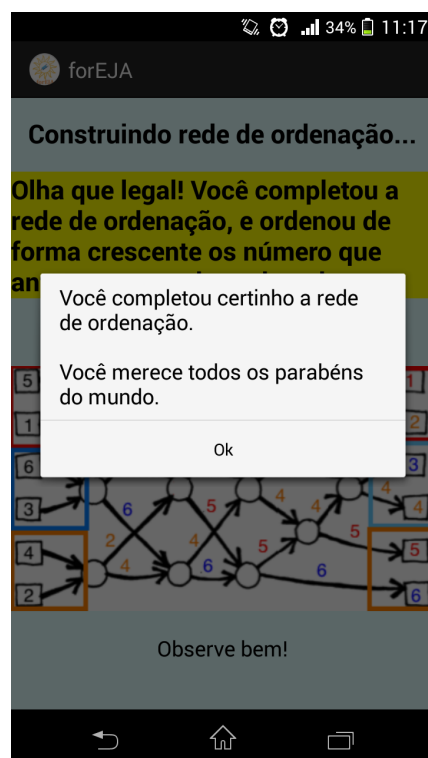 34% 11:17
forEJA
Construindo rede de ordenação...
Olha que legal! Você completou a
rede de ordenação, e ordenou de
forma crescente os número que
Você completou certinho a rede
de ordenação.
Você merece todos os parabéns
do mundo.
Ok
5 1
1 2
6 3
3 6 5 4 4 4 4
4 2 4 5 5 5
2 4 6 6 6
Observe bem!